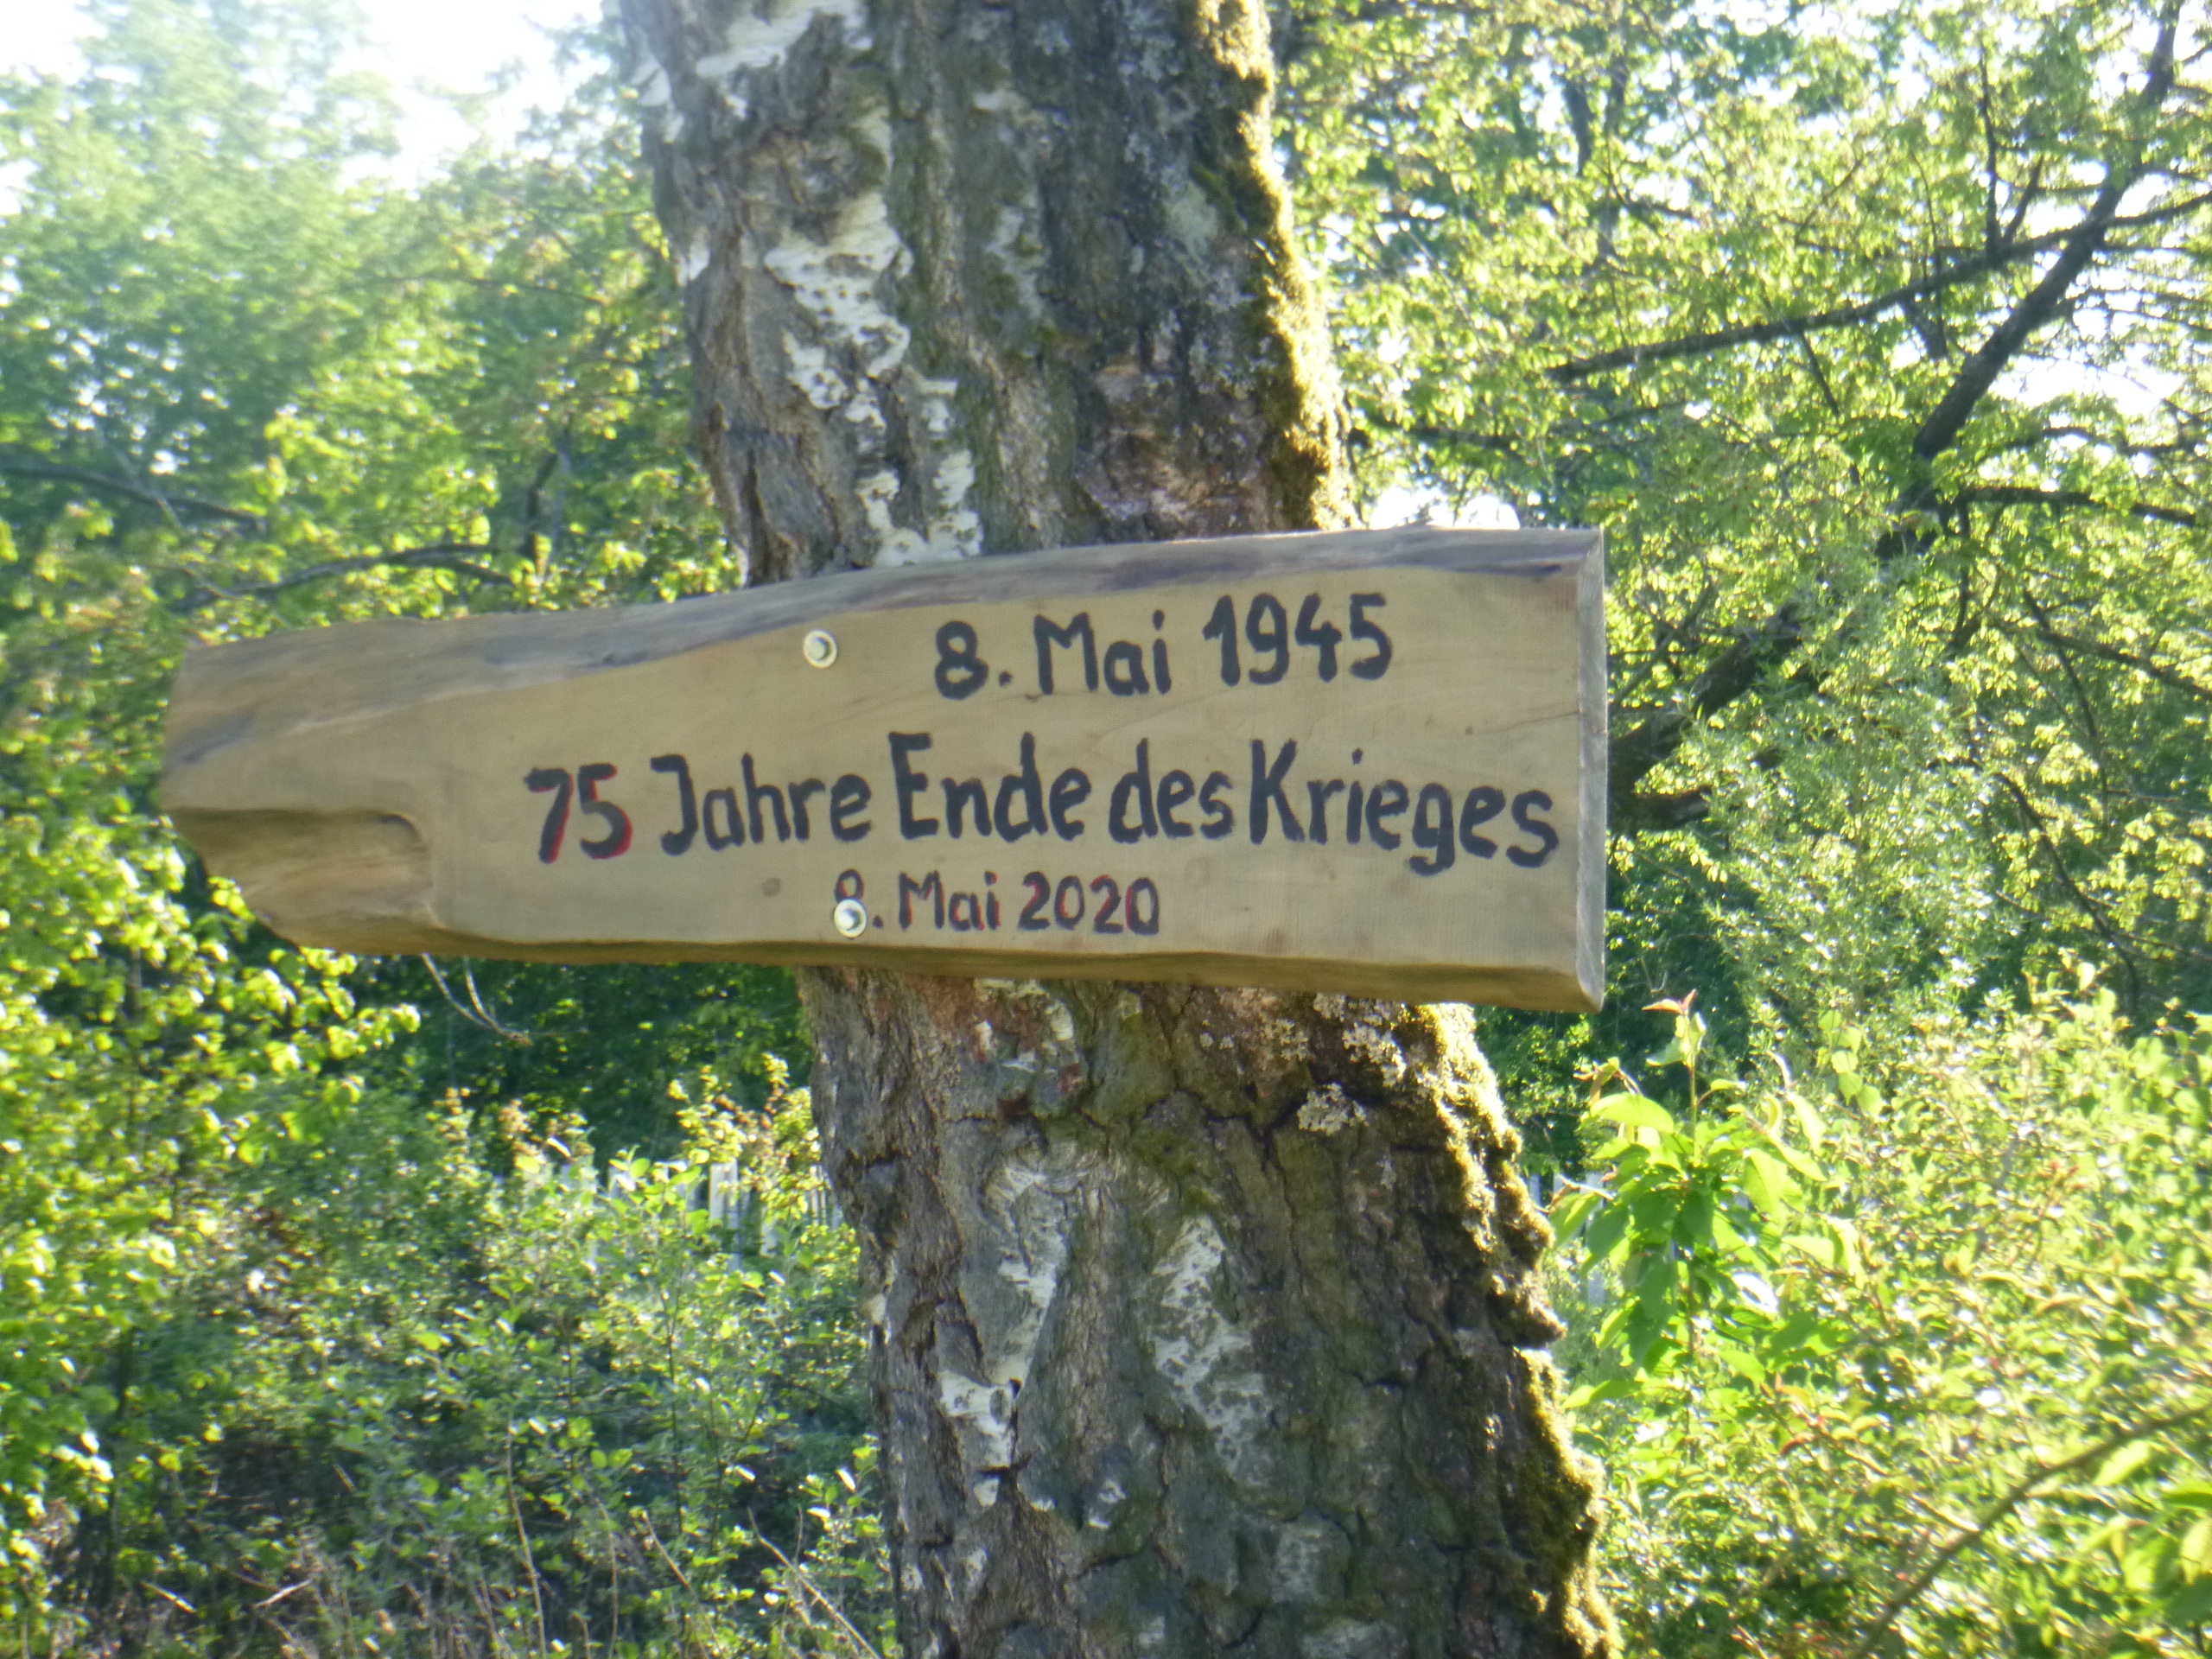 8. Mai 1945
75 Jahre Ende des Krieges
8. Mai 2020